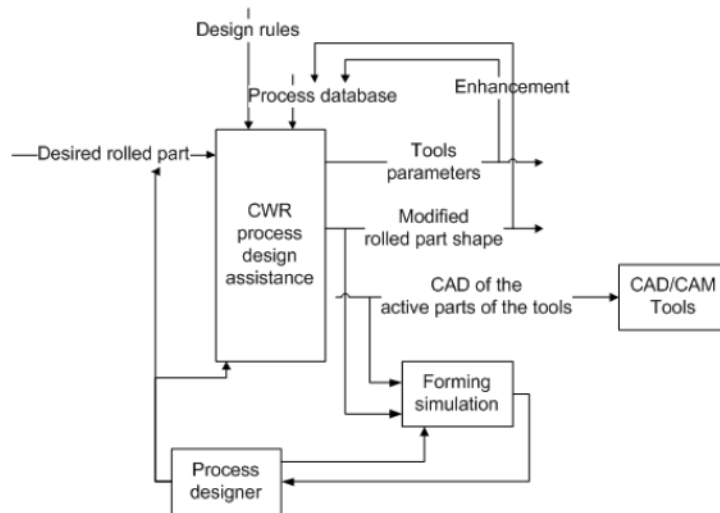 Design rules
Process database
Enhancement
Desired rolled part
Tools
parameters
CWR
process
design
assistance
Modified
rolled part shape
CAD of the
active parts of the tools
CAD/CAM
Tools
Forming
simulation
Process
designer